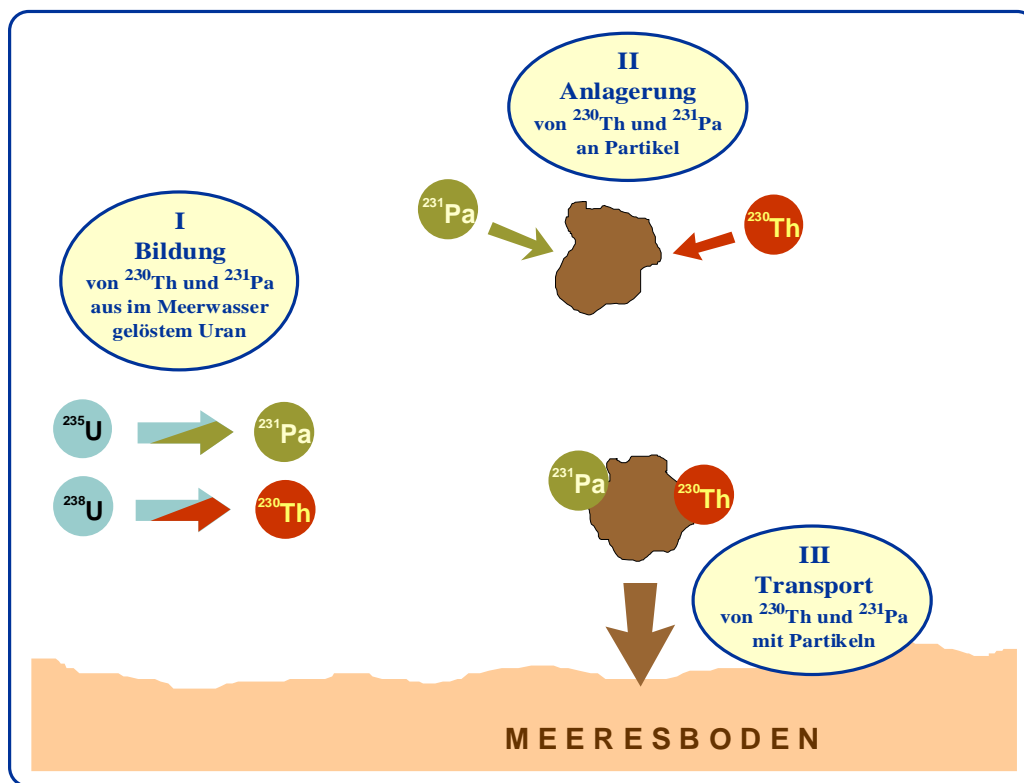 I
Bildung
von ²³⁰Th und ²³¹Pa
aus im Meerwasser
gelöstem Uran
²³⁵U
²³¹Pa
²³⁸U
²³⁰Th
II
Anlagerung
von ²³⁰Th und ²³¹Pa
an Partikel
²³¹Pa
²³⁰Th
²³¹Pa
²³⁰Th
III
Transport
von ²³⁰Th und ²³¹Pa
mit Partikeln
MEERESBODEN